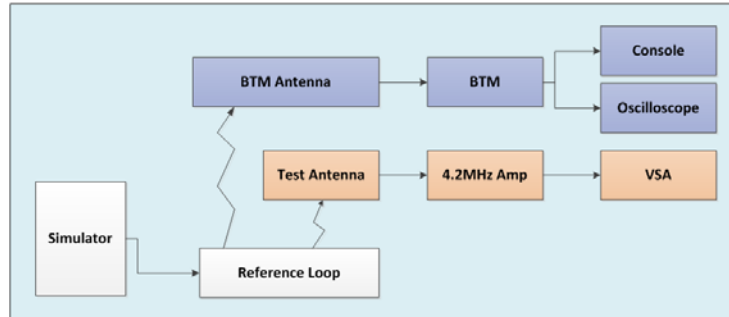 Console
BTM Antenna
BTM
Oscilloscope
Test Antenna
4.2MHz Amp
VSA
Simulator
Reference Loop